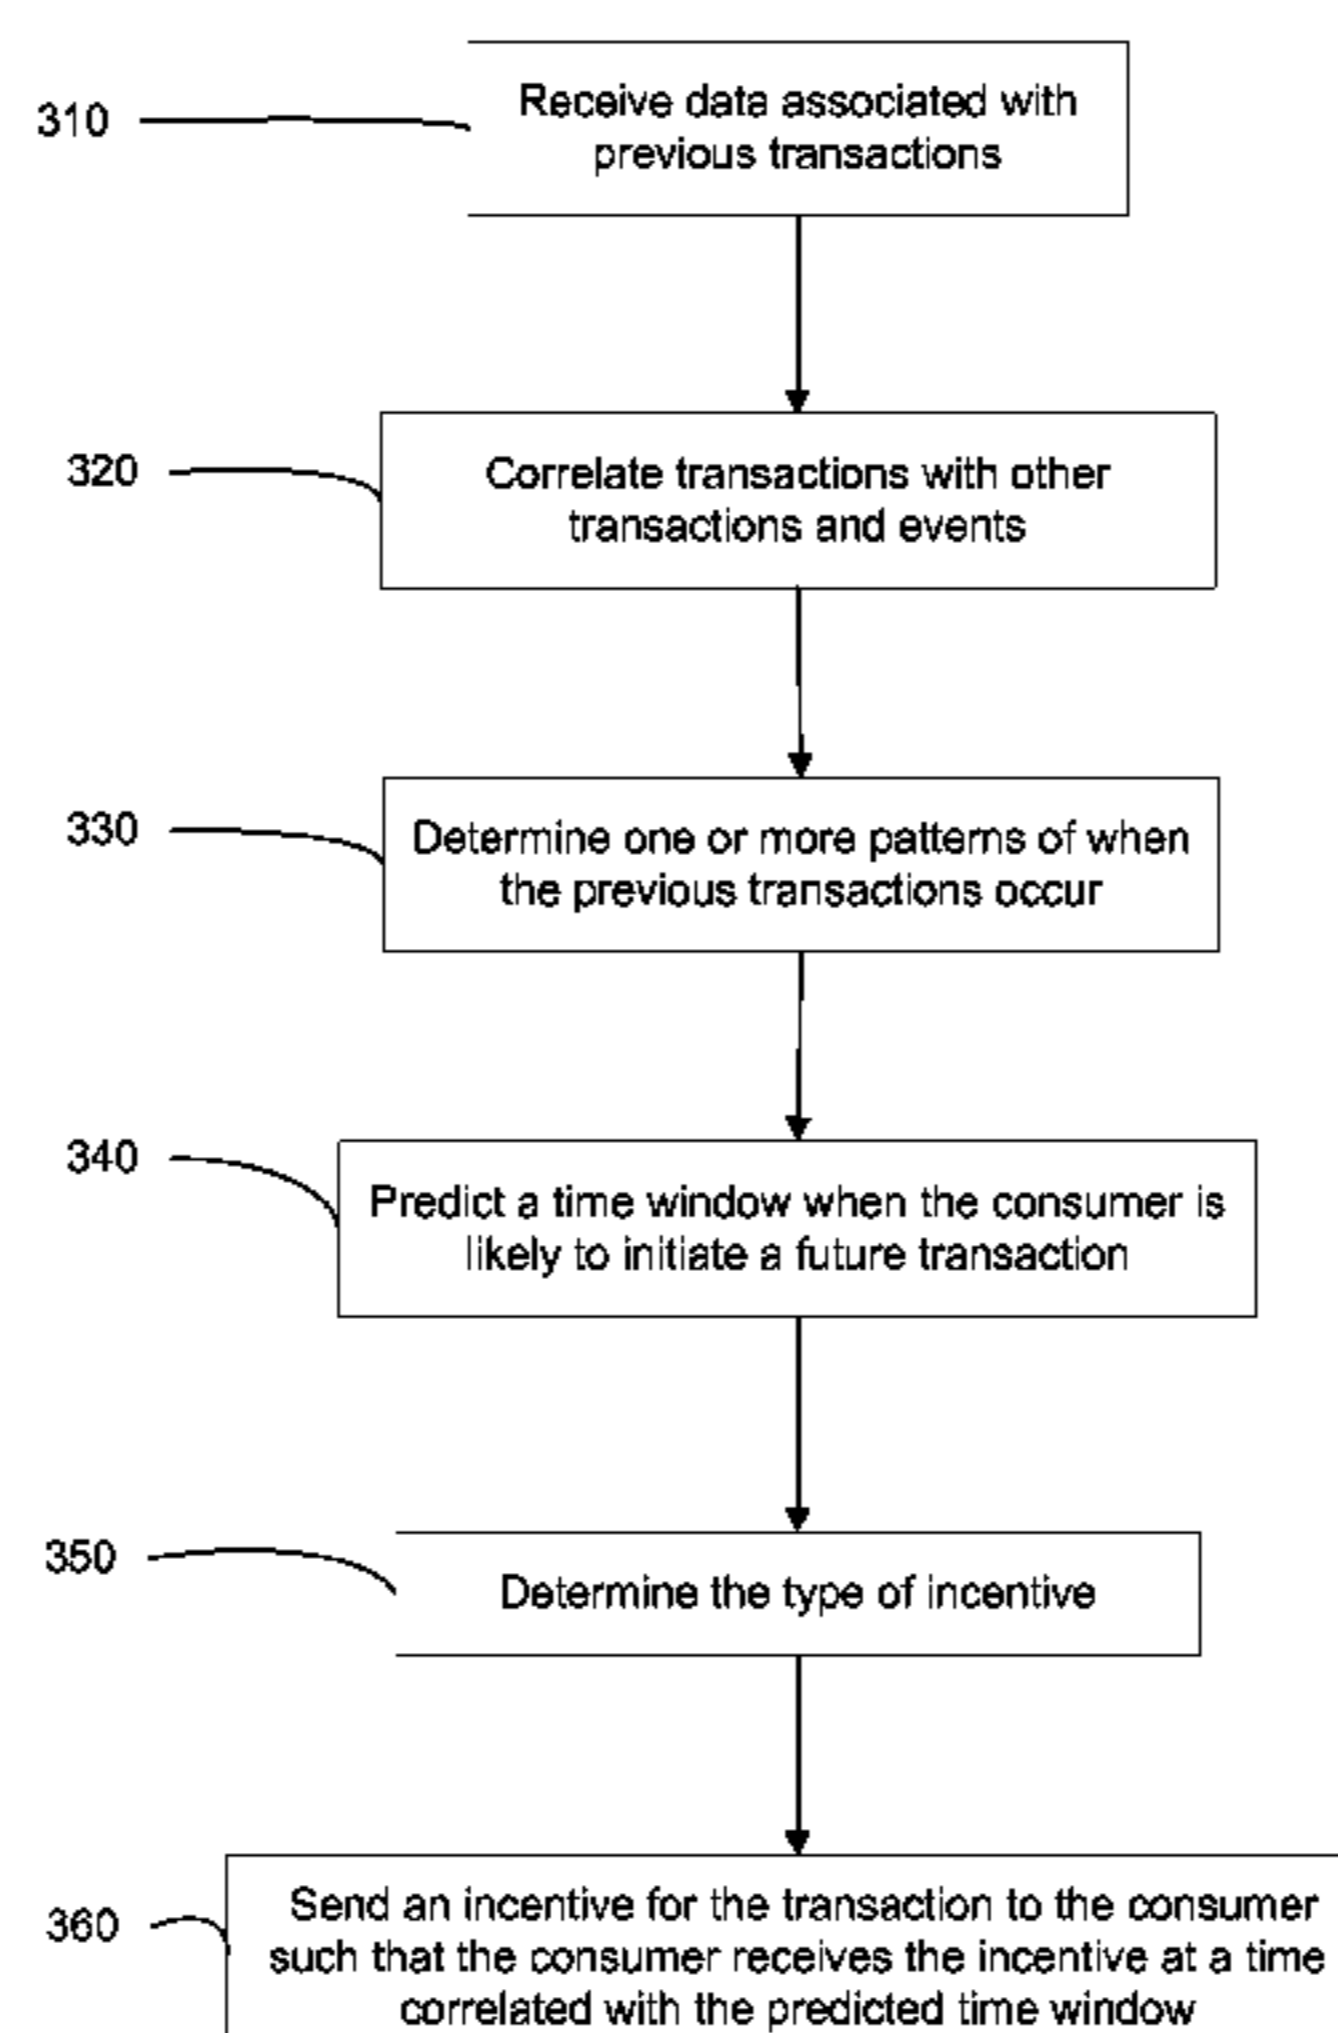 310
Receive data associated with
previous transactions
320
Correlate transactions with other
transactions and events
330
Determine one or more patterns of when
the previous transactions occur
340
Predict a time window when the consumer is
likely to initiate a future transaction
350
Determine the type of incentive
360
Send an incentive for the transaction to the consumer
such that the consumer receives the incentive at a time
correlated with the predicted time window